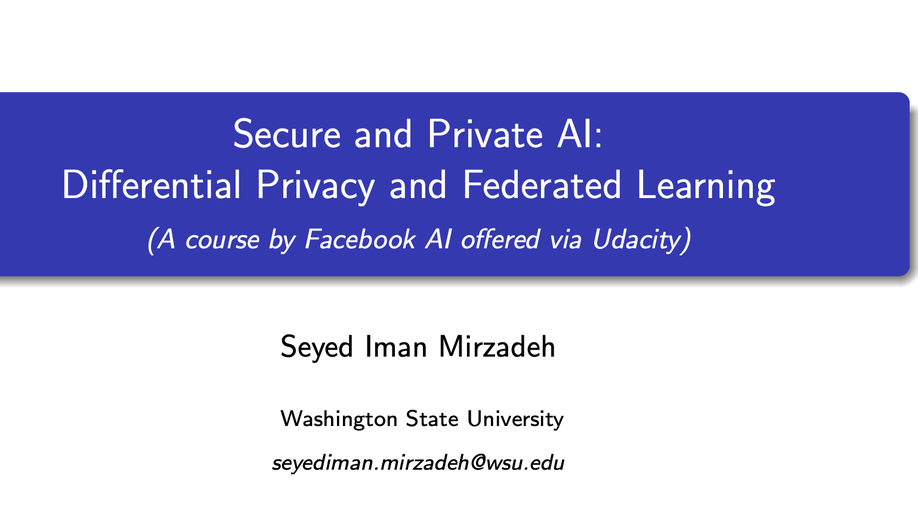 Secure and Private AI:
Differential Privacy and Federated Learning
(A course by Facebook AI offered via Udacity)
Seyed Iman Mirzadeh
Washington State University
seyediman.mirzadeh@wsu.edu